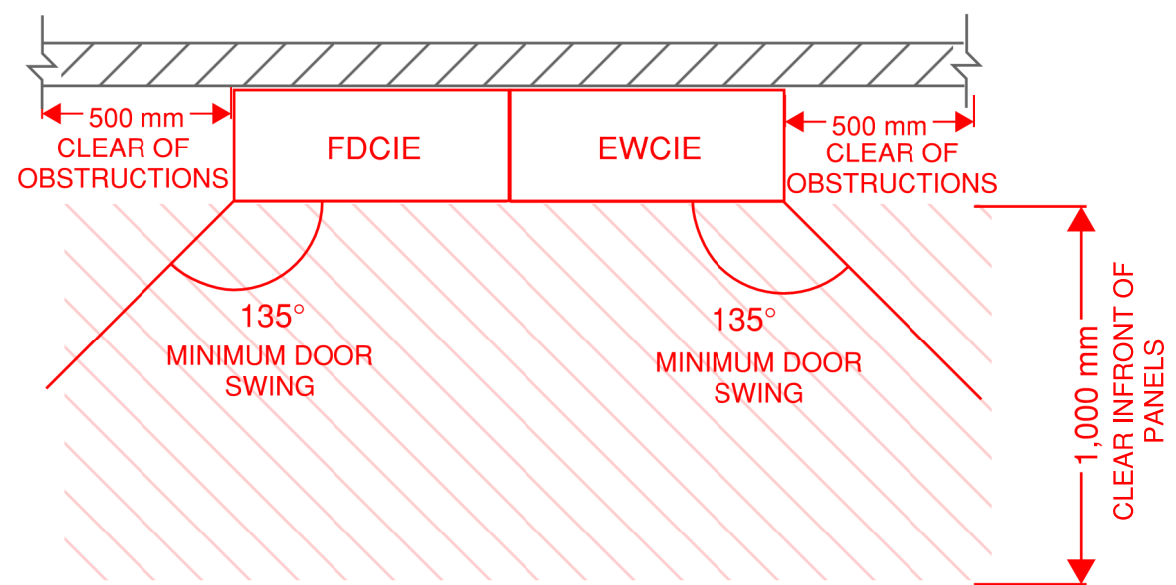 500 mm
CLEAR OF
OBSTRUCTIONS
FDCIE
EWCIE
500 mm
CLEAR OF
OBSTRUCTIONS
135°
MINIMUM DOOR
SWING
135°
MINIMUM DOOR
SWING
1,000 mm
CLEAR INFRONT OF
PANELS